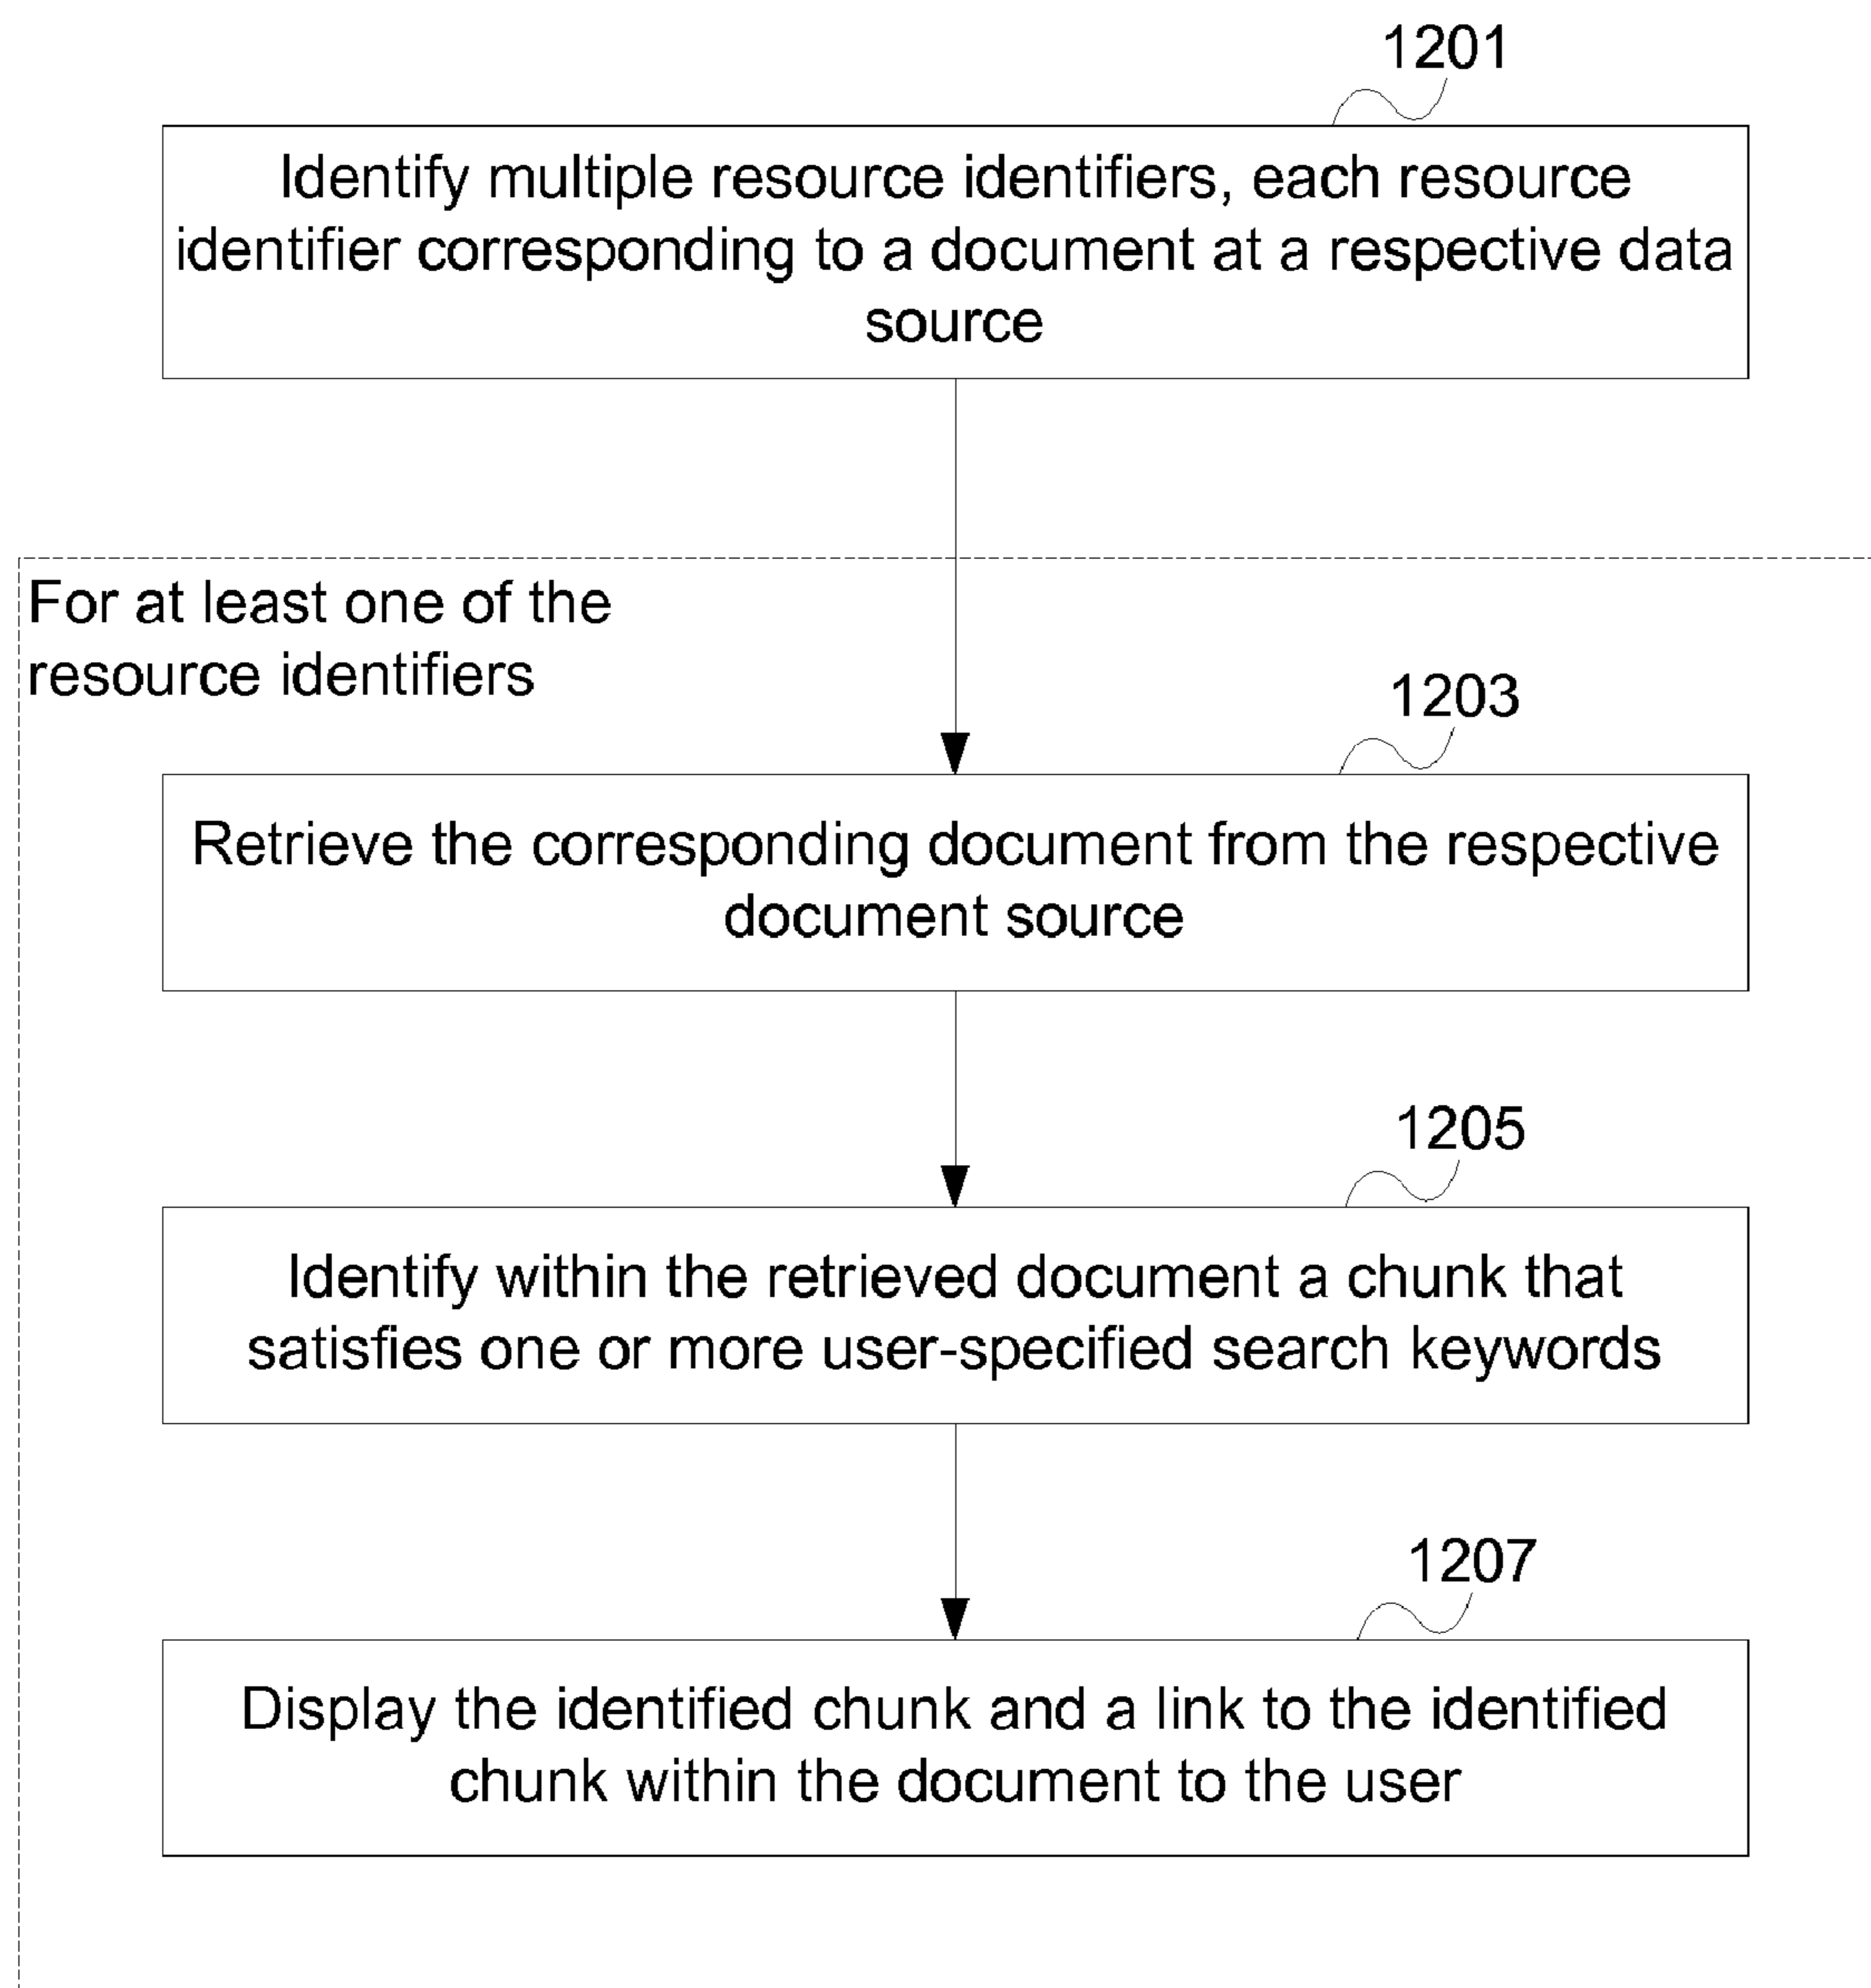 1201
Identify multiple resource identifiers, each resource
identifier corresponding to a document at a respective data
source
For at least one of the
resource identifiers
1203
Retrieve the corresponding document from the respective
document source
1205
Identify within the retrieved document a chunk that
satisfies one or more user-specified search keywords
1207
Display the identified chunk and a link to the identified
chunk within the document to the user